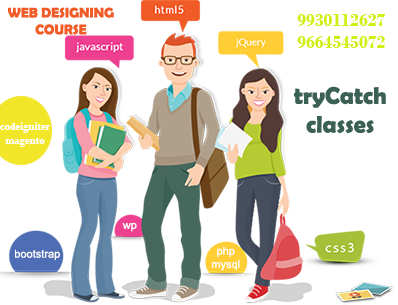 WEB DESIGNING
COURSE
html5
9930112627
9664545072
javascript
jQuery
tryCatch
classes
codeigniter
magento
wp
bootstrap
php
mysql
css3